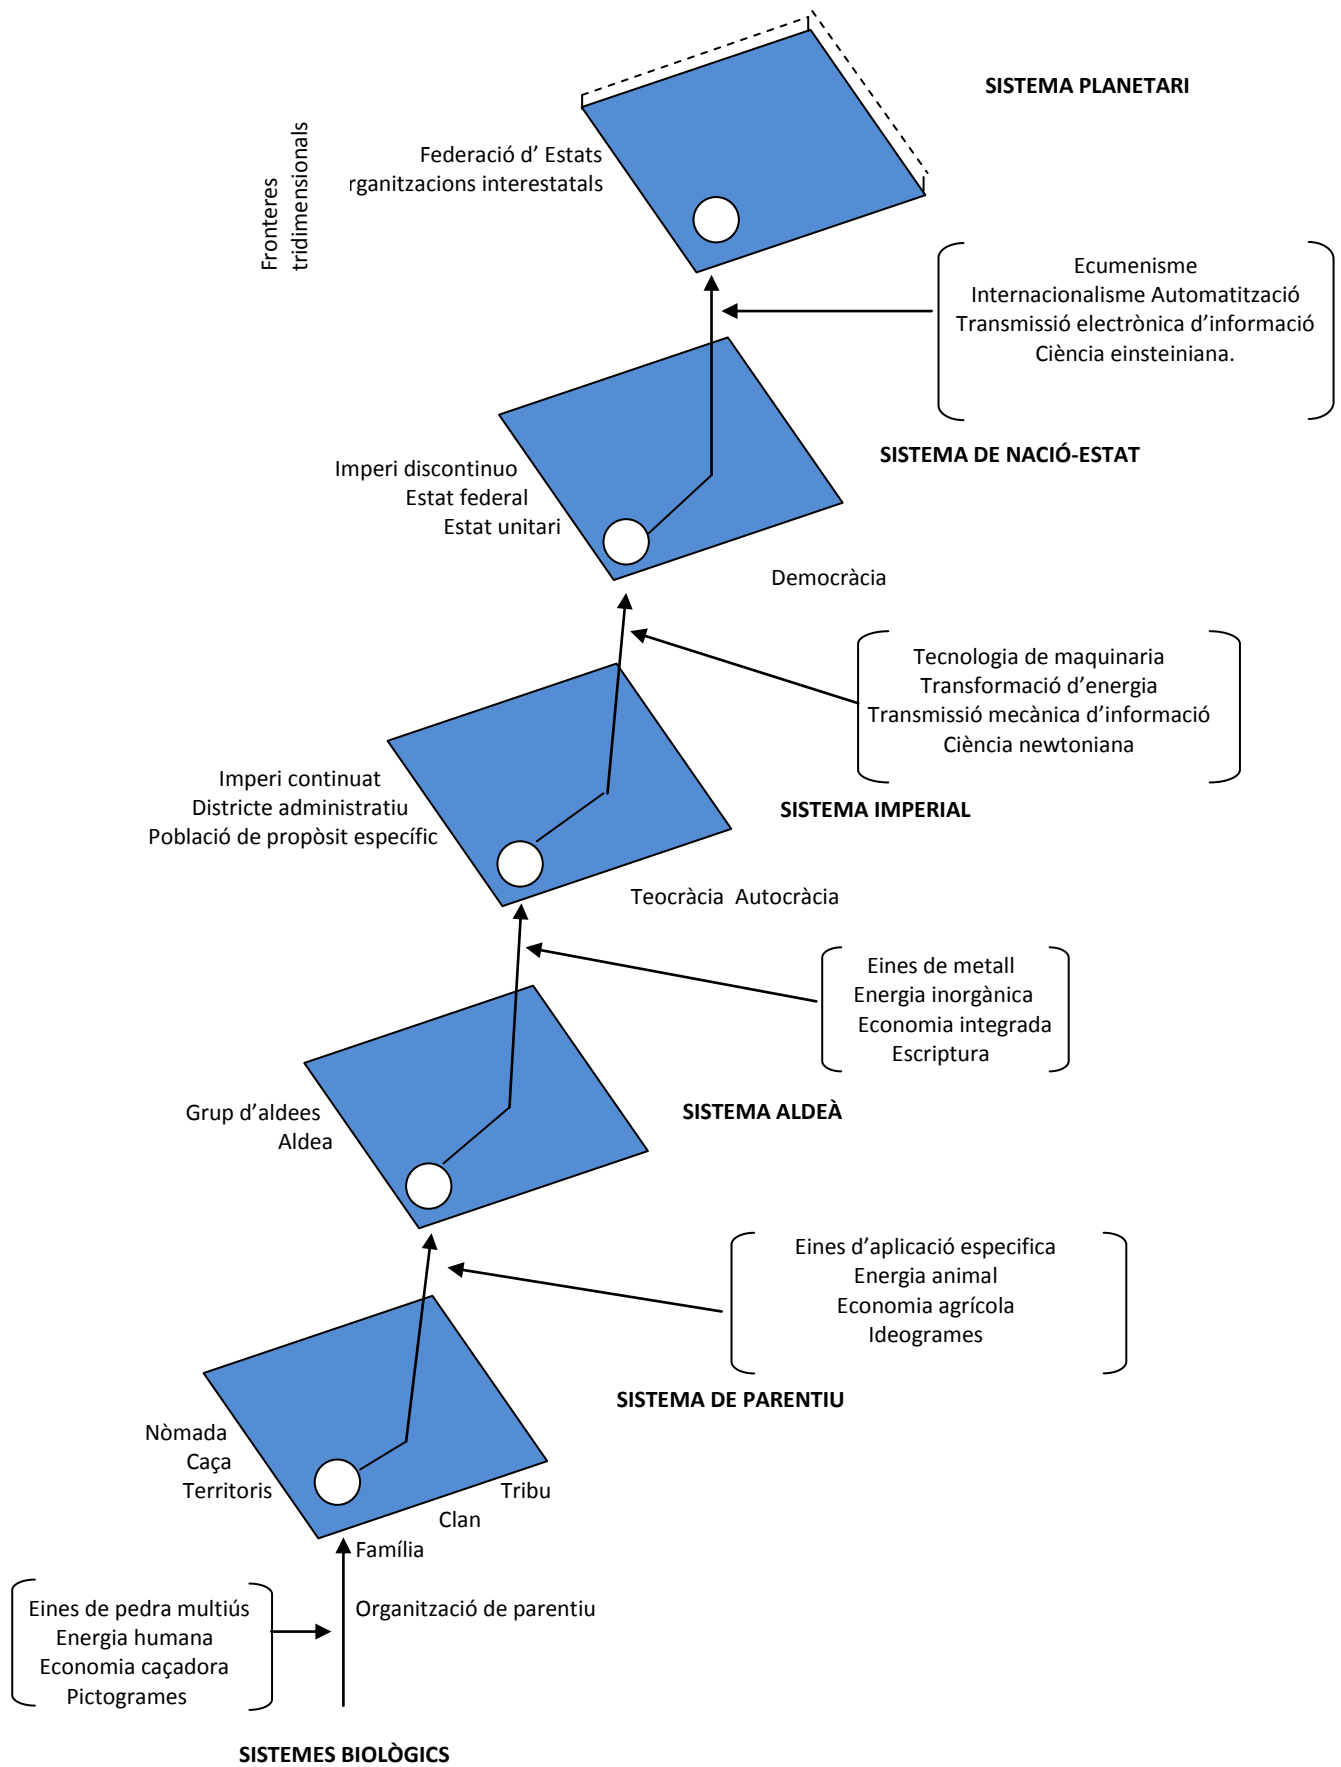 SISTEMA PLANETARI
Fronteres
tridimensionals
Federació d' Estats
rganitzacions interestatals
Ecumenisme
Internacionalisme Automatització
Transmissió electrònica d'informació
Ciència einsteiniana.
SISTEMA DE NACIÓ-ESTAT
Imperi discontinuo
Estat federal
Estat unitari
Democràcia
Tecnologia de maquinaria
Transformació d'energia
Transmissió mecànica d'informació
Ciència newtoniana
SISTEMA IMPERIAL
Imperi continuat
Districte administratiu
Població de propòsit específic
Teocràcia Autocràcia
Eines de metall
Energia inorgànica
Economia integrada
Escriptura
SISTEMA ALDEÀ
Grup d'aldees
Aldea
Eines d'aplicació especifica
Energia animal
Economia agrícola
Ideogrames
SISTEMA DE PARENTIU
Nòmada
Caça
Territoris
Tribu
Clan
Família
Organització de parentiu
Eines de pedra multiús
Energia humana
Economia caçadora
Pictogrames
SISTEMES BIOLÒGICS